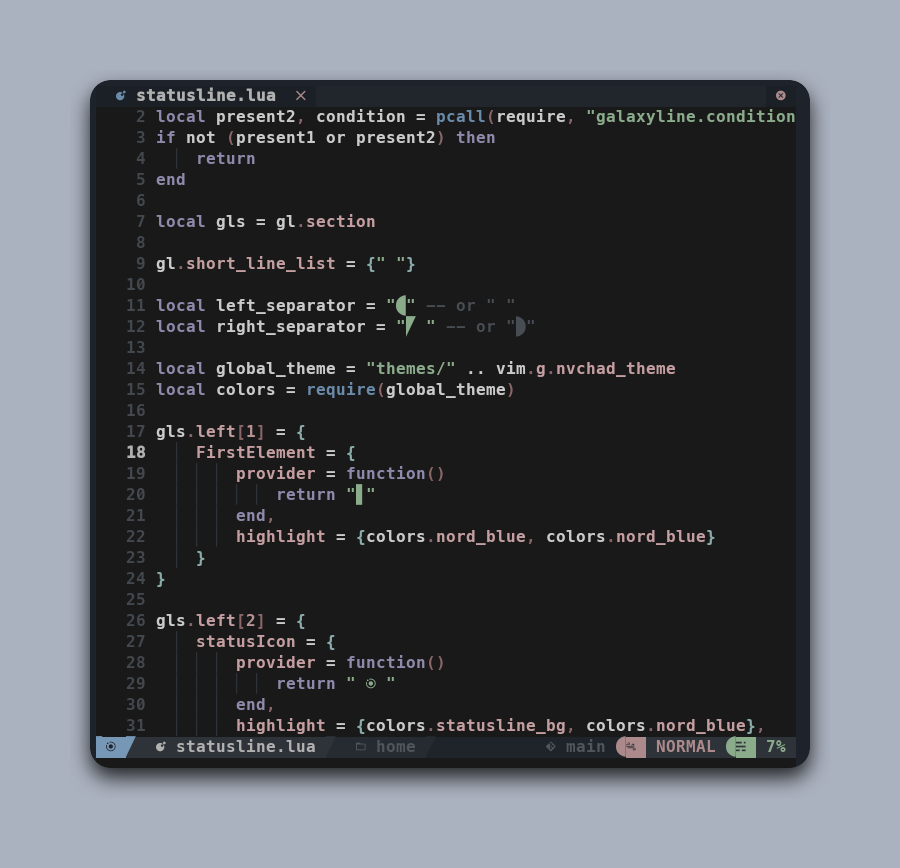 statusline.lua
2 local present2, condition = pcall(require, "galaxyline.condition
3 if not (present1 or present2) then
4     return
5 end
6
7 local gls = gl.section
8
9 gl.short_line_list = {" "}
10
11 local left_separator = "" -- or " "
12 local right_separator = " " -- or ""
13
14 local global_theme = "themes/" .. vim.g.nvchad_theme
15 local colors = require(global_theme)
16
17 gls.left[1] = {
18     FirstElement = {
19         provider = function()
20             return "▋"
21         end,
22         highlight = {colors.nord_blue, colors.nord_blue}
23     }
24 }
25
26 gls.left[2] = {
27     statusIcon = {
28         provider = function()
29             return "  "
30         end,
31         highlight = {colors.statusline_bg, colors.nord_blue},
statusline.lua home main NORMAL 7%